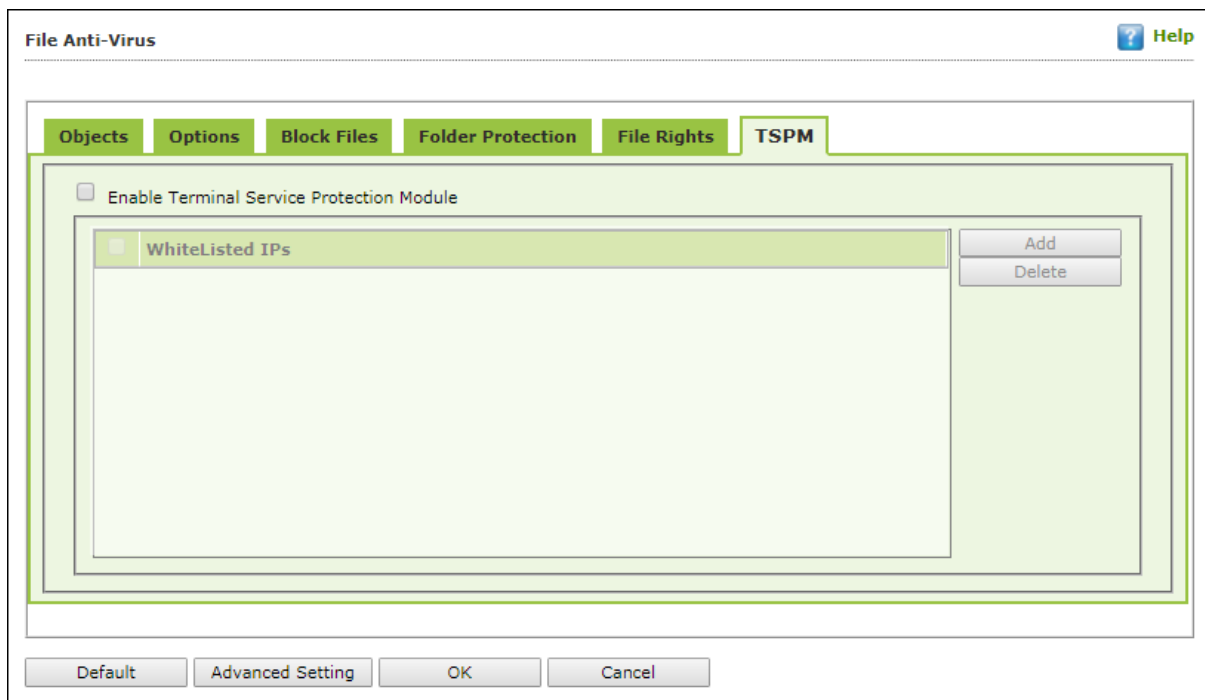 File Anti-Virus
? Help
Objects Options Block Files Folder Protection File Rights TSPM
Enable Terminal Service Protection Module
WhiteListed IPs
Add
Delete
Default Advanced Setting OK Cancel